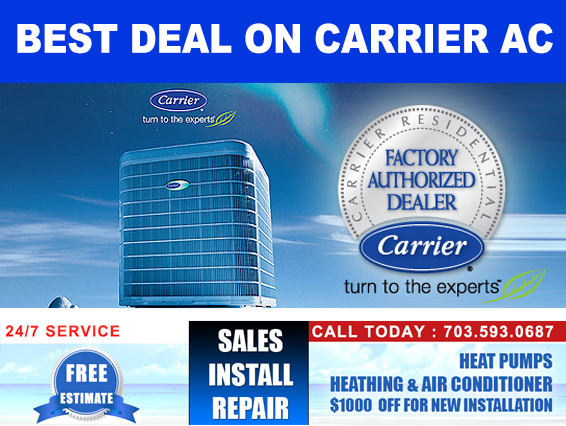 BEST DEAL ON CARRIER AC
Carrier
turn to the experts
Carrier
CARRIER RESIDENTIAL
FACTORY
AUTHORIZED
DEALER
Carrier
turn to the experts
24/7 SERVICE
FREE
ESTIMATE
SALES
INSTALL
REPAIR
CALL TODAY : 703.593.0687
HEAT PUMPS
HEATHING & AIR CONDITIONER
$1000 OFF FOR NEW INSTALLATION